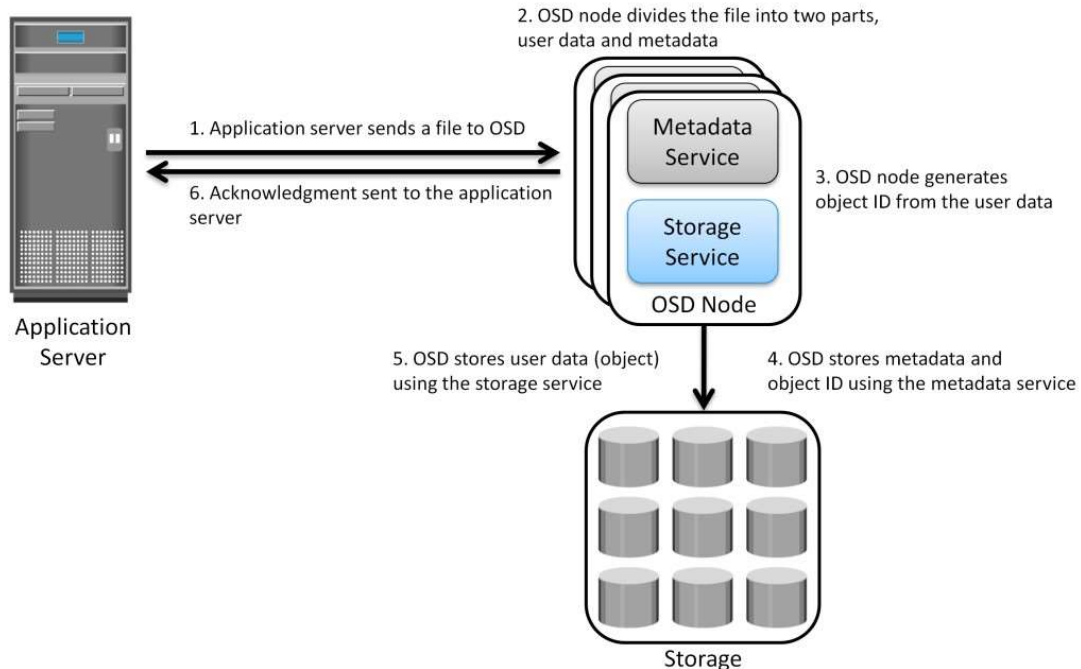 2. OSD node divides the file into two parts,
user data and metadata
1. Application server sends a file to OSD
6. Acknowledgment sent to the application
server
Metadata
Service
Storage
Service
OSD Node
3. OSD node generates
object ID from the user data
Application
Server
5. OSD stores user data (object)
using the storage service
4. OSD stores metadata and
object ID using the metadata service
Storage